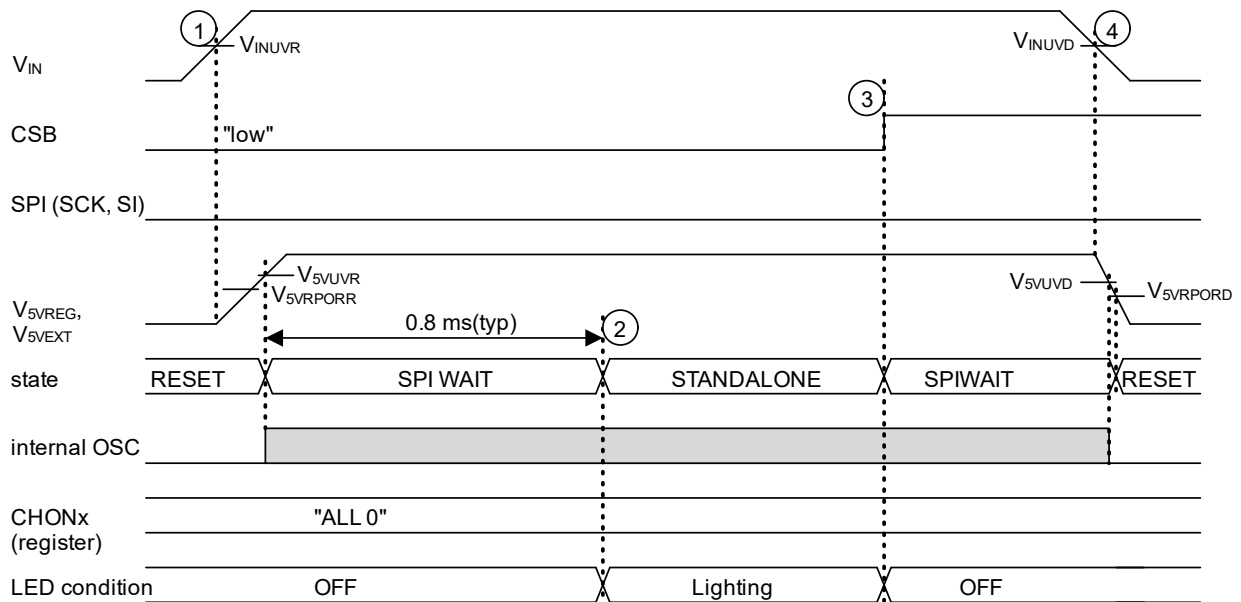 1
VINUVR
VINUVD
4
VIN
3
CSB
"low"
SPI (SCK, SI)
V5VUVR
V5VRPORR
V5VUVD
V5VRPORD
V5VREG,
V5VEXT
0.8 ms(typ)
2
state
RESET
SPI WAIT
STANDALONE
SPIWAIT
RESET
internal OSC
CHONx
(register)
"ALL 0"
LED condition
OFF
Lighting
OFF